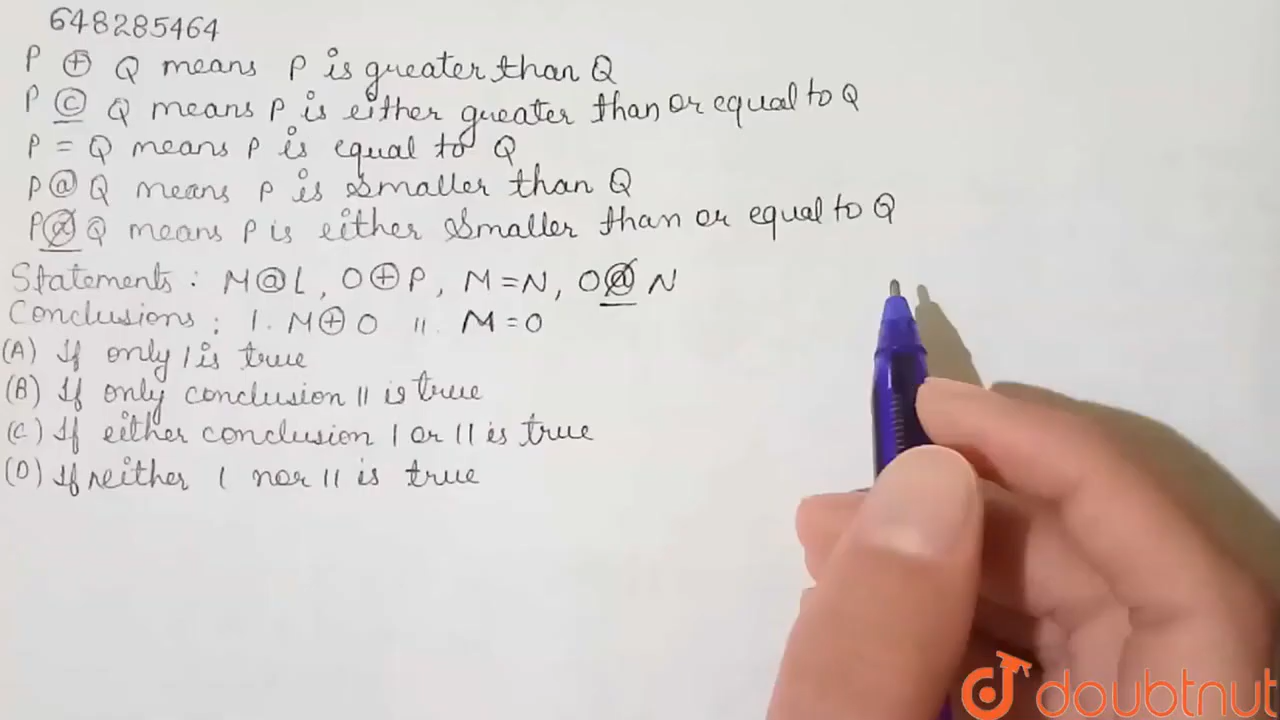 648285464
P ⊕ Q means P is greater than Q
P © Q means P is either greater than or equal to Q
P = Q means P is equal to Q
P @ Q means P is smaller than Q
P @̸ Q means P is either smaller than or equal to Q
Statements : M@L, O⊕P, M=N, O@̸N
Conclusions ; I. M⊕O II. M=O
(A) If only I is true
(B) If only conclusion II is true
(C) If either conclusion I or II is true
(D) If neither I nor II is true
doubtnut